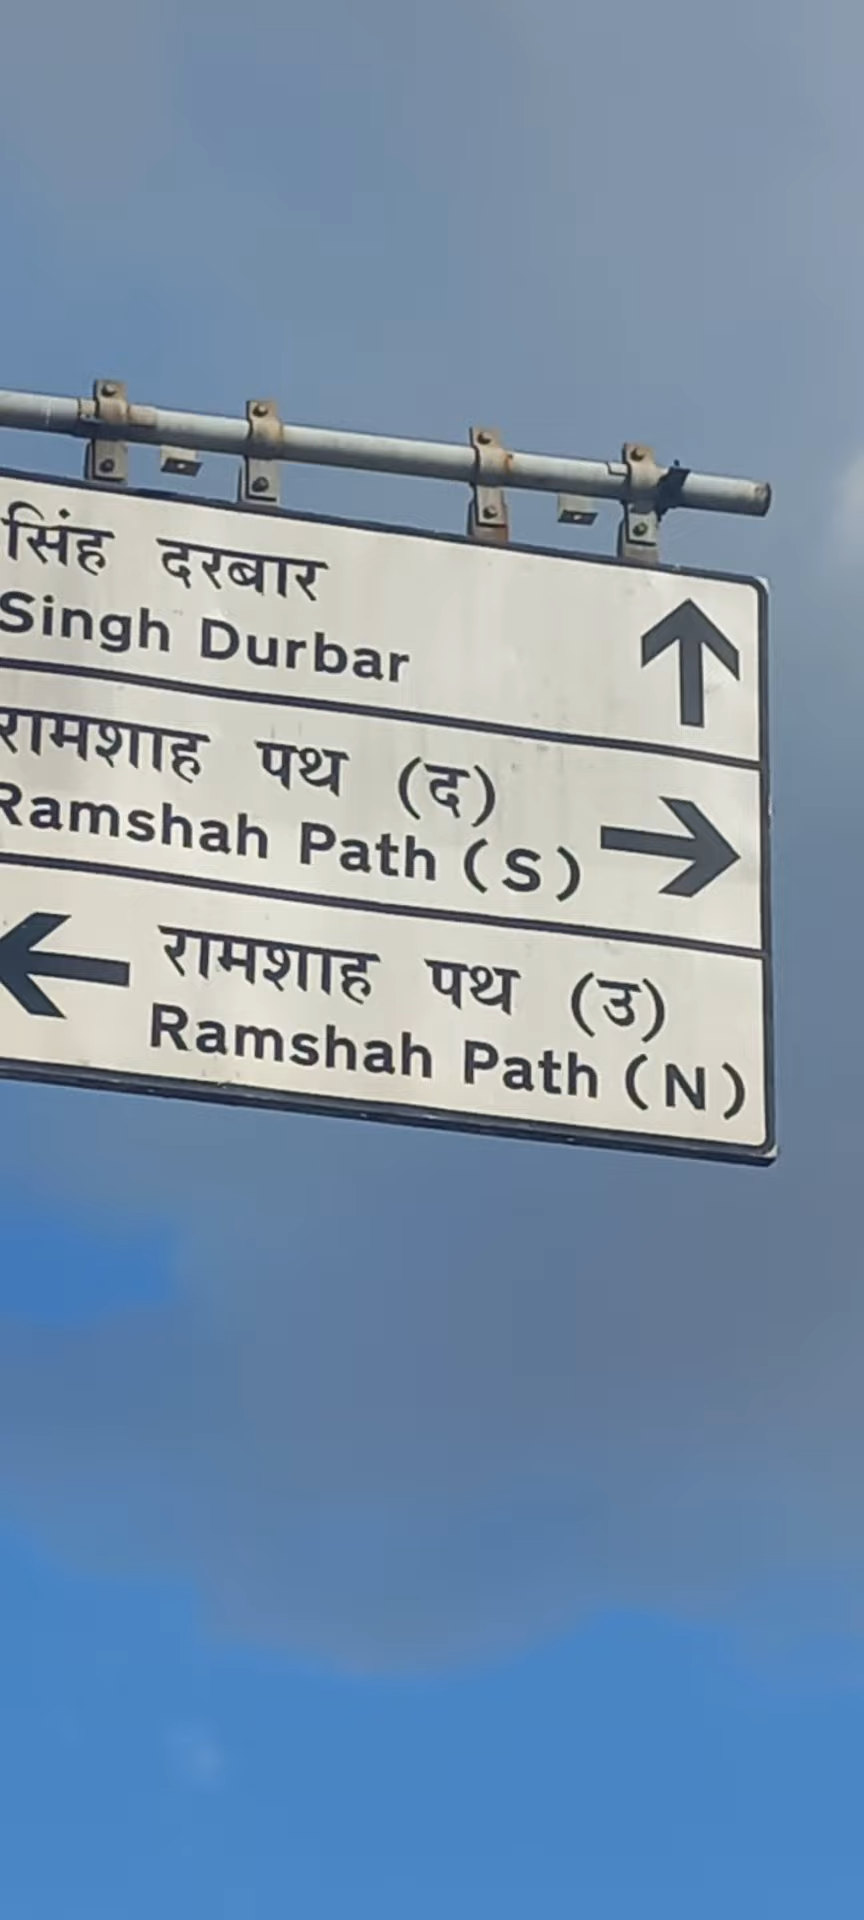 सिंह दरबार
Singh Durbar
रामशाह पथ (द)
Ramshah Path (S)
रामशाह पथ (उ)
Ramshah Path (N)